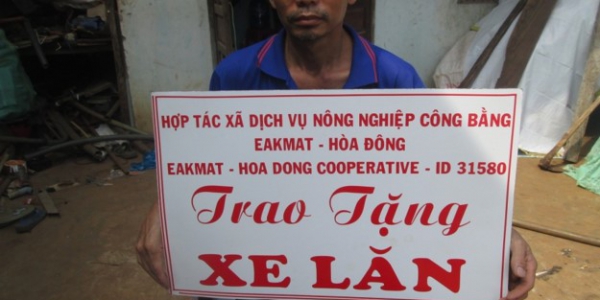 HỢP TÁC XÃ DỊCH VỤ NÔNG NGHIỆP CÔNG BẰNG
EAKMAT - HÒA ĐÔNG
EAKMAT - HOA DONG COOPERATIVE - ID 31580
Trao Tặng
XE LĂN